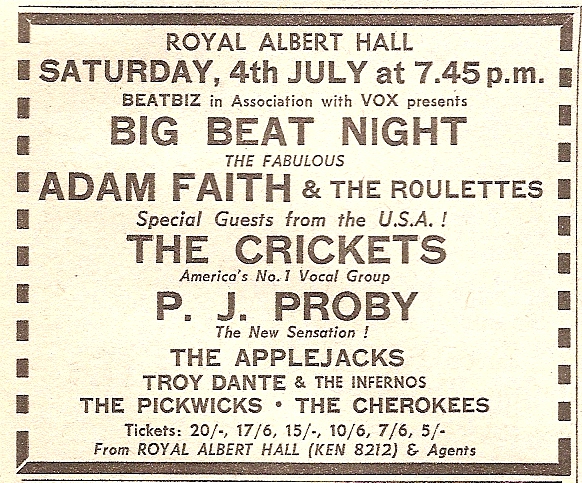 ROYAL ALBERT HALL
SATURDAY, 4th JULY at 7.45 p.m.
BEATBIZ in Association with VOX presents
BIG BEAT NIGHT
THE FABULOUS
ADAM FAITH & THE ROULETTES
Special Guests from the U.S.A. !
THE CRICKETS
America's No. 1 Vocal Group
P. J. PROBY
The New Sensation !
THE APPLEJACKS
TROY DANTE & THE INFERNOS
THE PICKWICKS • THE CHEROKEES
Tickets: 20/-, 17/6, 15/-, 10/6, 7/6, 5/-
From ROYAL ALBERT HALL (KEN 8212) & Agents